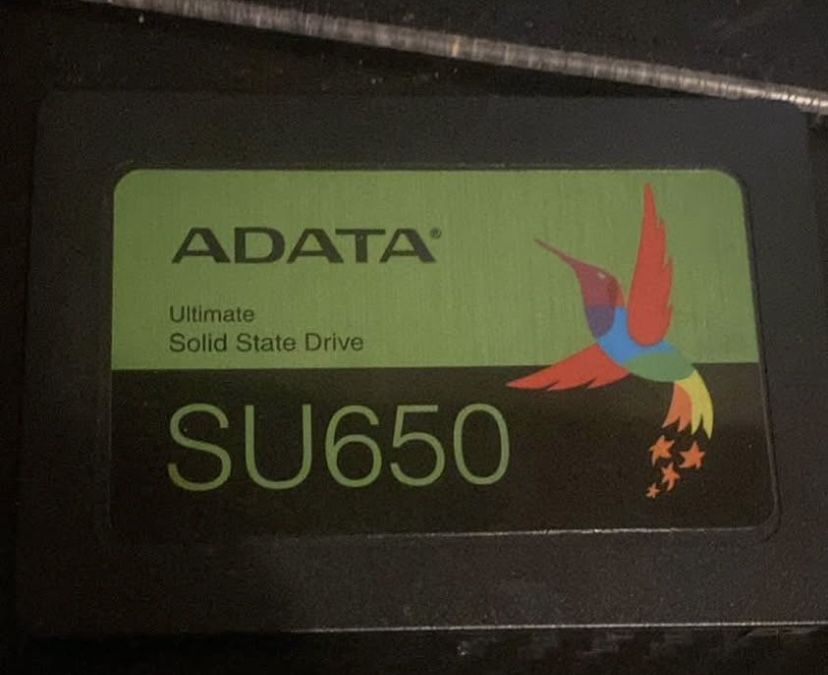 ADATA®
Ultimate
Solid State Drive
SU650